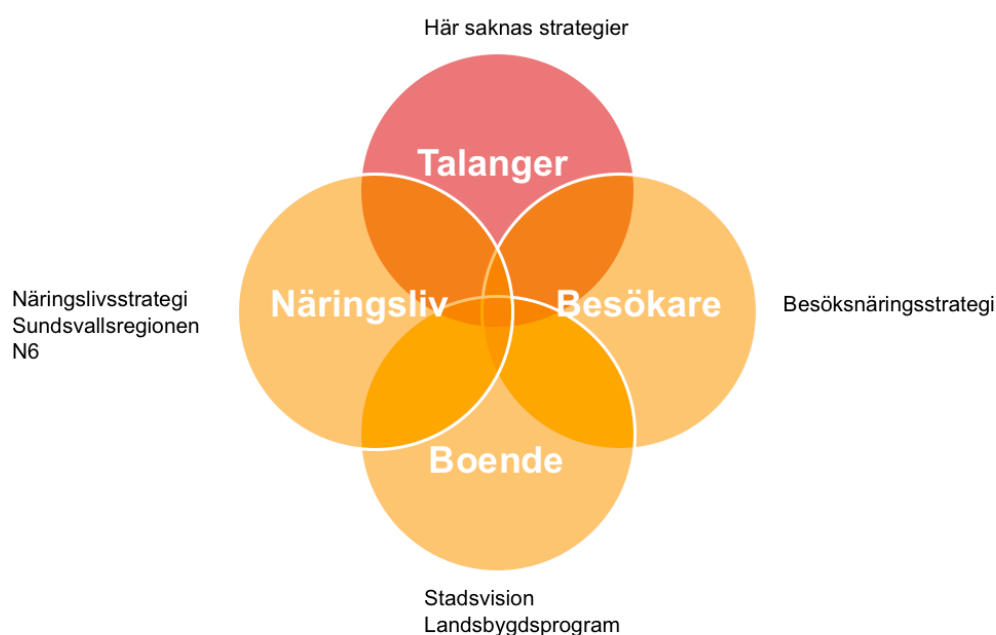 Här saknas strategier
Talanger
Näringsliv
Besökare
Näringslivsstrategi
Sundsvallsregionen
N6
Besöksnäringsstrategi
Boende
Stadsvision
Landsbygdsprogram